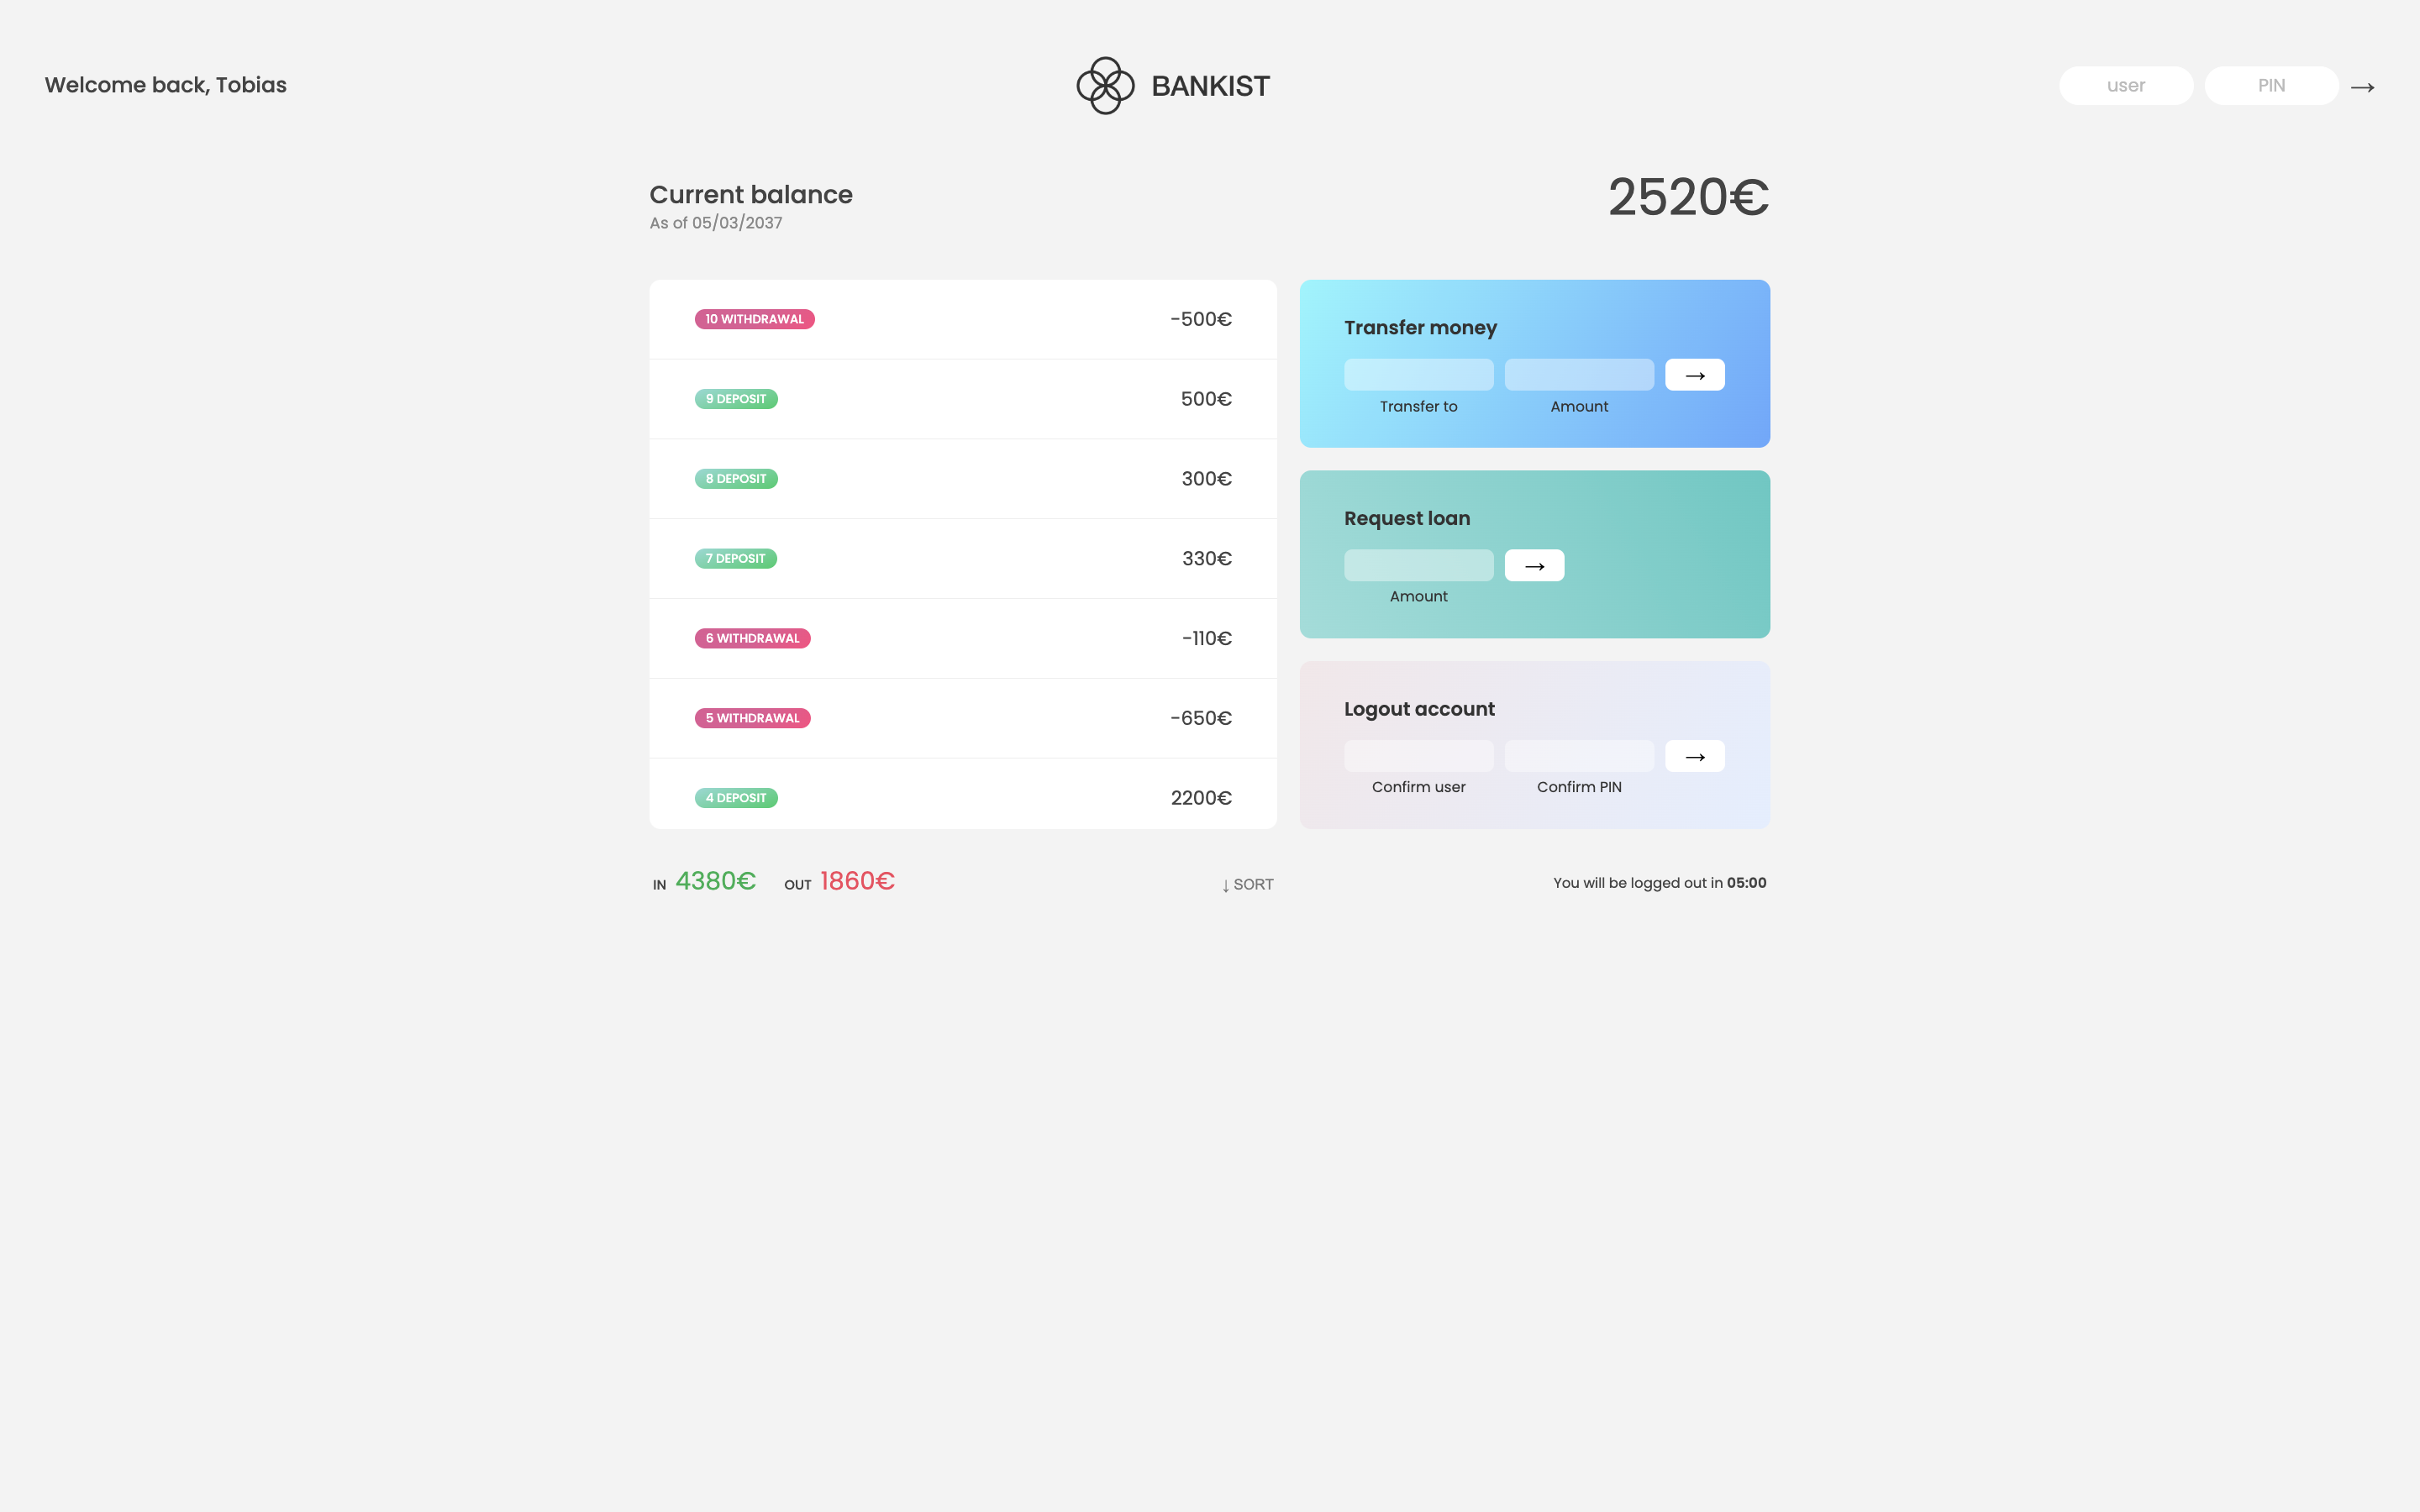 Welcome back, Tobias
BANKIST
user
PIN
→
Current balance
As of 05/03/2037
2520€
10 WITHDRAWAL
-500€
9 DEPOSIT
500€
8 DEPOSIT
300€
7 DEPOSIT
330€
6 WITHDRAWAL
-110€
5 WITHDRAWAL
-650€
4 DEPOSIT
2200€
Transfer money
→
Transfer to
Amount
Request loan
→
Amount
Logout account
→
Confirm user
Confirm PIN
IN 4380€ OUT 1860€
↓ SORT
You will be logged out in 05:00